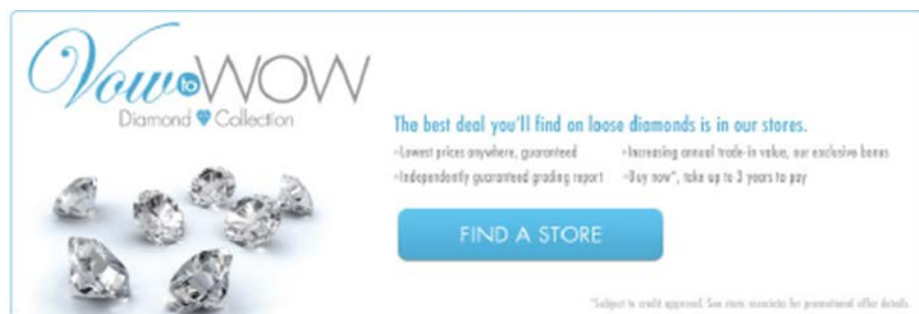 Vow to WOW
Diamond Collection
The best deal you'll find on loose diamonds is in our stores.
•Lowest prices anywhere, guaranteed
•Increasing annual trade-in value, our exclusive bonus
•Independently guaranteed grading report
•Buy now*, take up to 3 years to pay
FIND A STORE
*Subject to credit approval. See store associate for promotional offer details.